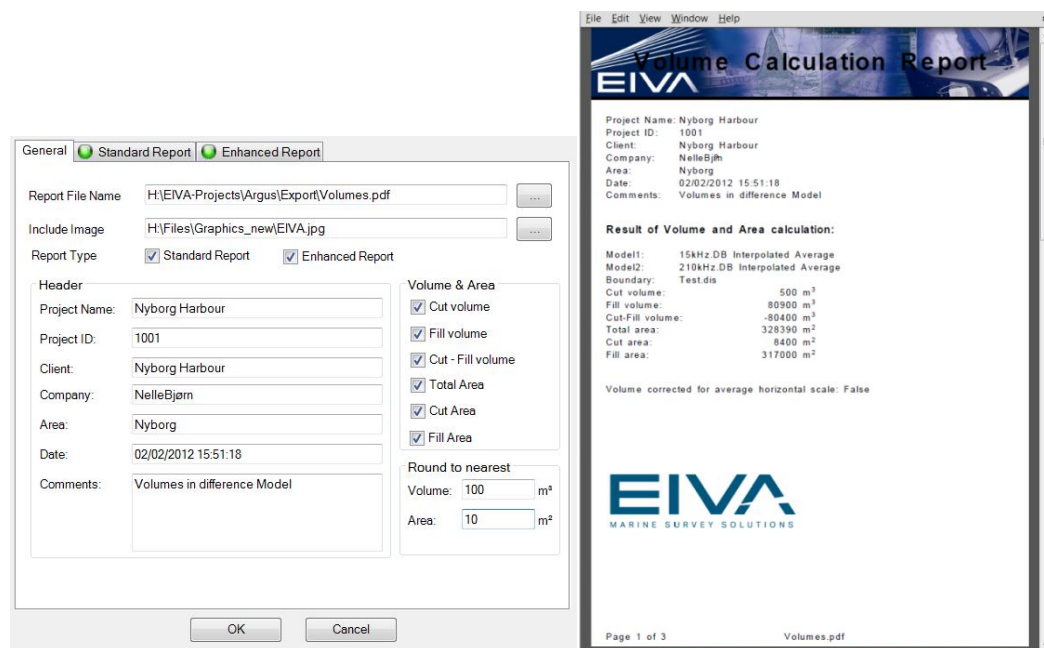 General Standard Report Enhanced Report
Report File Name H:\EIVA-Projects\Argus\Export\Volumes.pdf ...
Include Image H:\Files\Graphics_new\EIVA.jpg ...
Report Type Standard Report Enhanced Report
Header
Project Name: Nyborg Harbour
Project ID: 1001
Client: Nyborg Harbour
Company: NelleBjørn
Area: Nyborg
Date: 02/02/2012 15:51:18
Comments: Volumes in difference Model
Volume & Area
Cut volume
Fill volume
Cut - Fill volume
Total Area
Cut Area
Fill Area
Round to nearest
Volume: 100 m³
Area: 10 m²
OK Cancel
File Edit View Window Help
Volume Calculation Report
EIVA
Project Name: Nyborg Harbour
Project ID: 1001
Client: Nyborg Harbour
Company: NelleBjørn
Area: Nyborg
Date: 02/02/2012 15:51:18
Comments: Volumes in difference Model
Result of Volume and Area calculation:
Model1: 15kHz.DB Interpolated Average
Model2: 210kHz.DB Interpolated Average
Boundary: Test.dis
Cut volume: 500 m³
Fill volume: 80900 m³
Cut-Fill volume: -80400 m³
Total area: 328390 m²
Cut area: 8400 m²
Fill area: 317000 m²
Volume corrected for average horizontal scale: False
EIVA
MARINE SURVEY SOLUTIONS
Page 1 of 3 Volumes.pdf